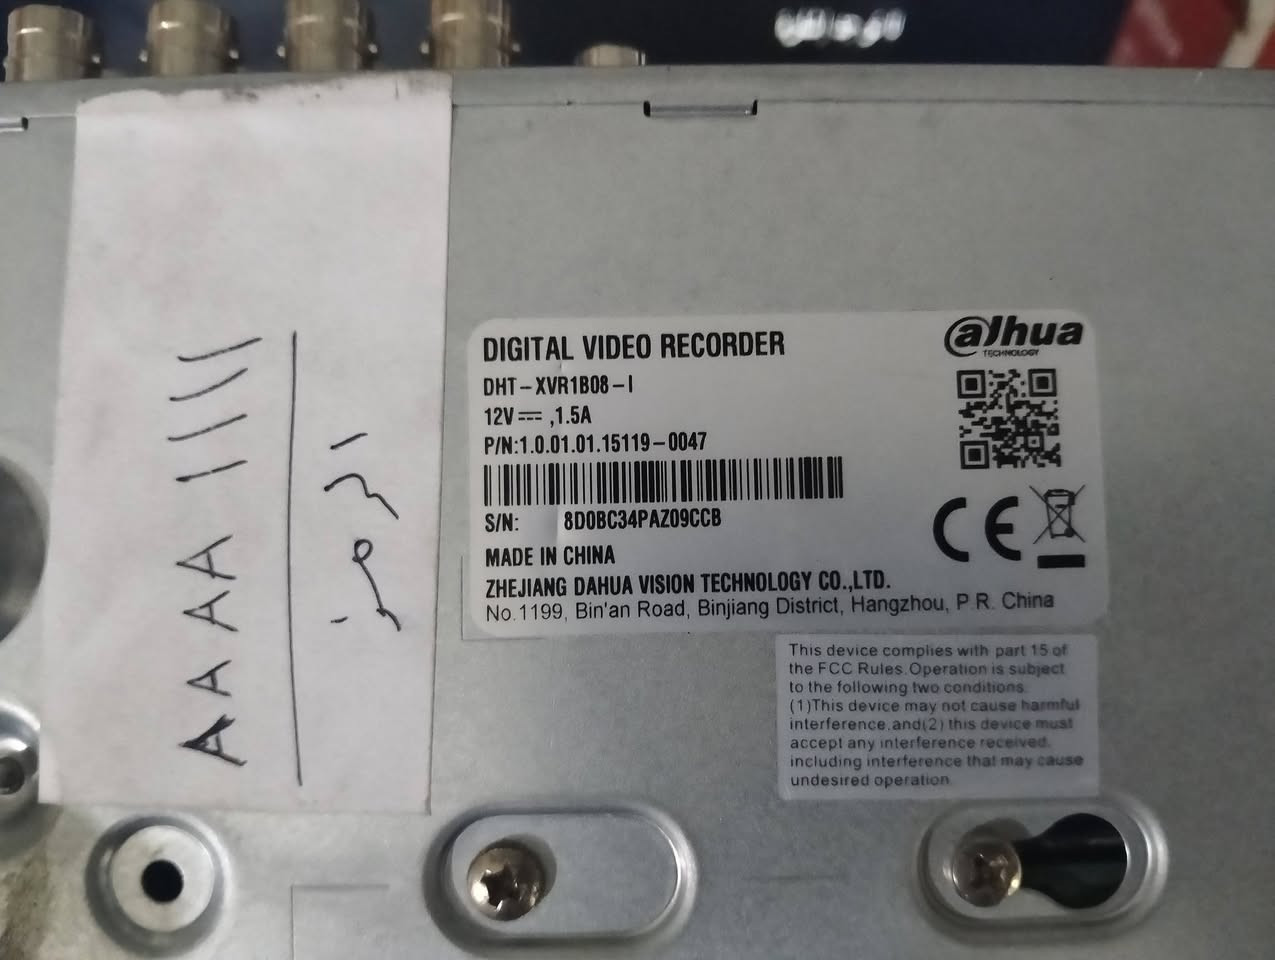 الرمز
AAAA1111
DIGITAL VIDEO RECORDER
DHT-XVR1B08-I
12V⎓,1.5A
P/N:1.0.01.01.15119-0047
S/N: 8D0BC34PAZ09CCB
MADE IN CHINA
ZHEJIANG DAHUA VISION TECHNOLOGY CO.,LTD.
No.1199, Bin'an Road, Binjiang District, Hangzhou, P.R. China
alhua
TECHNOLOGY
CE
This device complies with part 15 of
the FCC Rules.Operation is subject
to the following two conditions.
(1)This device may not cause harmful
interference,and(2) this device must
accept any interference received,
including interference that may cause
undesired operation.